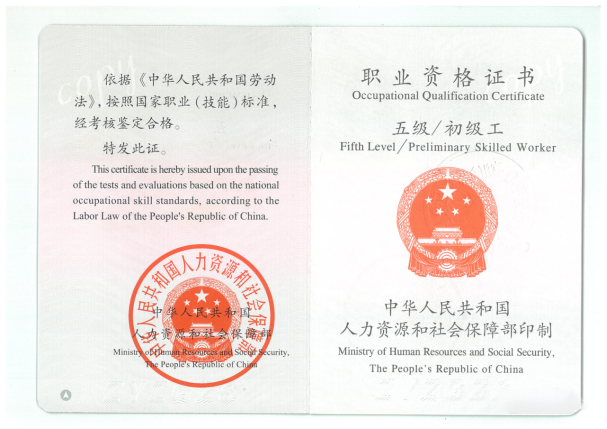 依据《中华人民共和国劳动
法》，按照国家职业（技能）标准，
经考核鉴定合格。
特发此证。
This certificate is hereby issued upon the passing
of the tests and evaluations based on the national
occupational skill standards, according to the
Labor Law of the People's Republic of China.
中华人民共和国人力资源和社会保障部
中华人民共和国
人力资源和社会保障部
Ministry of Human Resources and Social Security,
The People's Republic of China
职业资格证书
Occupational Qualification Certificate
五级/初级工
Fifth Level/Preliminary Skilled Worker
中华人民共和国
人力资源和社会保障部印制
Ministry of Human Resources and Social Security,
The People's Republic of China
copy